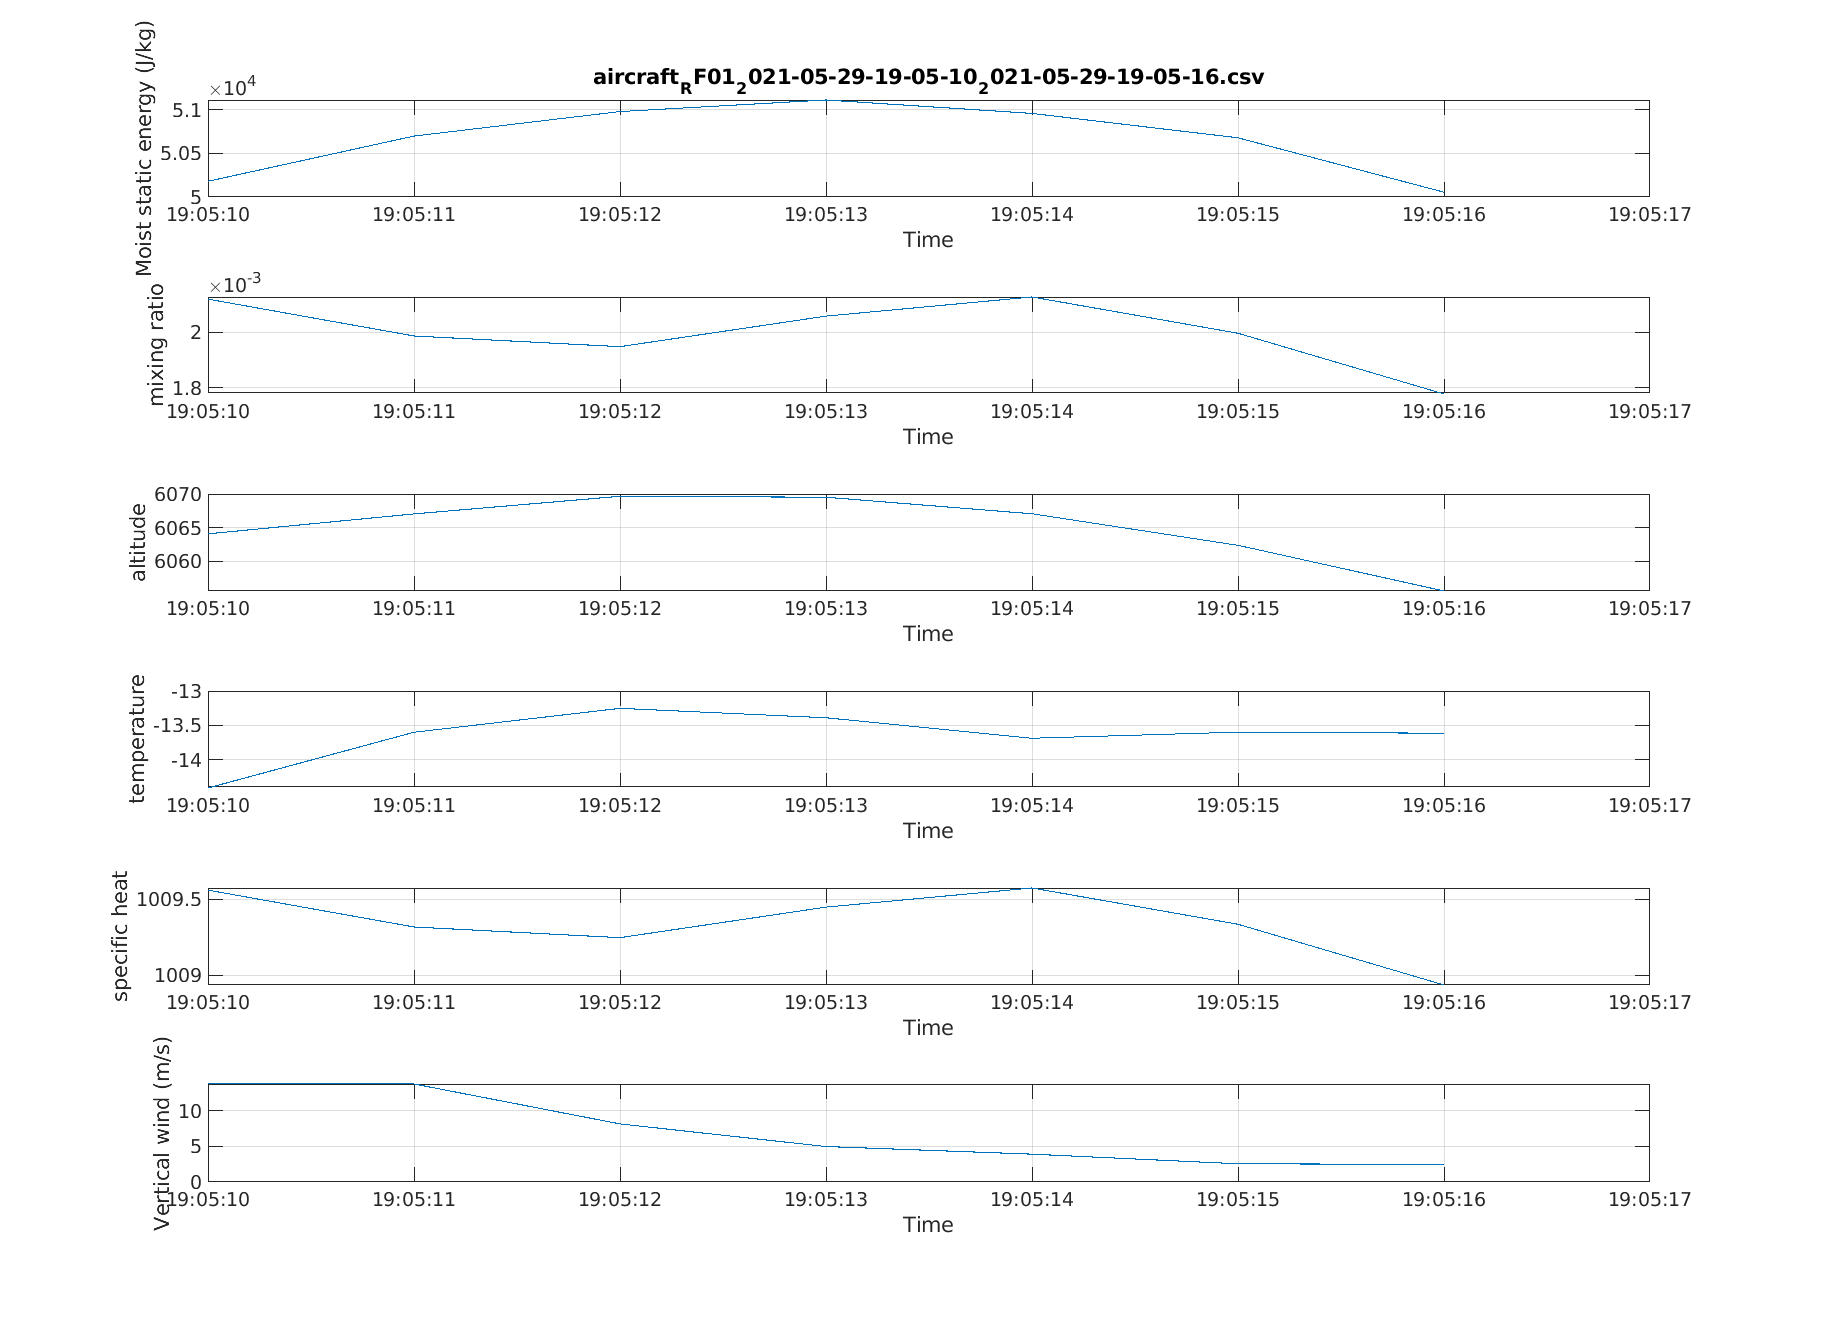 aircraft_RF01_2021-05-29-19-05-10_2021-05-29-19-05-16.csv
×10^4
Moist static energy (J/kg)
5.1
5.05
5
19:05:10 19:05:11 19:05:12 19:05:13 19:05:14 19:05:15 19:05:16 19:05:17
Time
×10^-3
mixing ratio
2
1.8
19:05:10 19:05:11 19:05:12 19:05:13 19:05:14 19:05:15 19:05:16 19:05:17
Time
altitude
6070
6065
6060
19:05:10 19:05:11 19:05:12 19:05:13 19:05:14 19:05:15 19:05:16 19:05:17
Time
temperature
-13
-13.5
-14
19:05:10 19:05:11 19:05:12 19:05:13 19:05:14 19:05:15 19:05:16 19:05:17
Time
specific heat
1009.5
1009
19:05:10 19:05:11 19:05:12 19:05:13 19:05:14 19:05:15 19:05:16 19:05:17
Time
Vertical wind (m/s)
10
5
0
19:05:10 19:05:11 19:05:12 19:05:13 19:05:14 19:05:15 19:05:16 19:05:17
Time